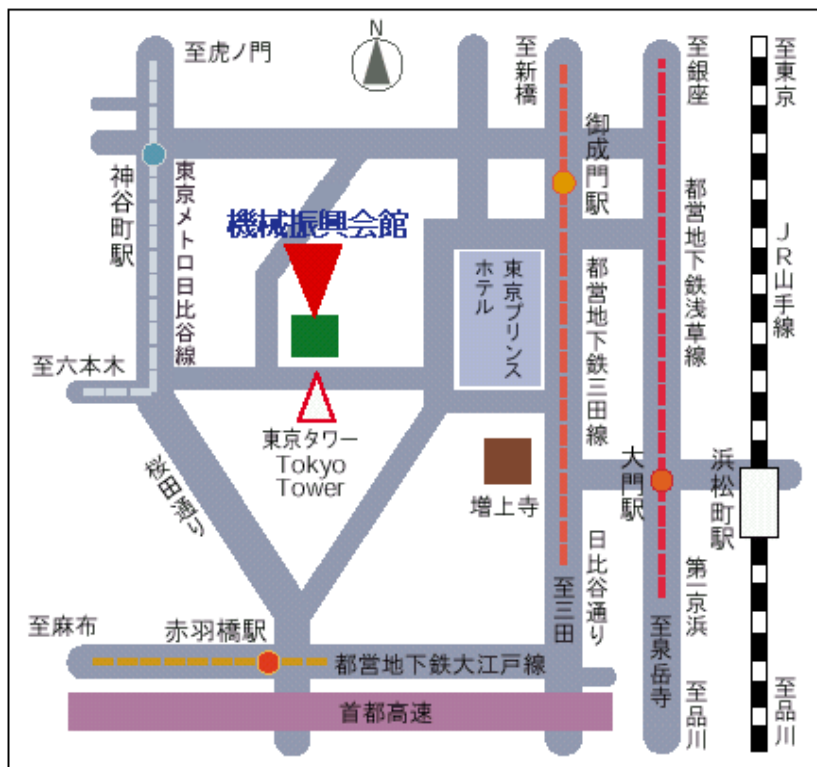 N
至虎ノ門
至新橋
至銀座
至東京
御成門駅
神谷町駅
東京メトロ日比谷線
機械振興会館
都営地下鉄浅草線
JR山手線
東京プリンス
ホテル
都営地下鉄三田線
至六本木
東京タワー
Tokyo
Tower
桜田通り
増上寺
大門駅
浜松町駅
日比谷通り
第一京浜
至三田
至麻布
赤羽橋駅
都営地下鉄大江戸線
至泉岳寺
至品川
至品川
首都高速